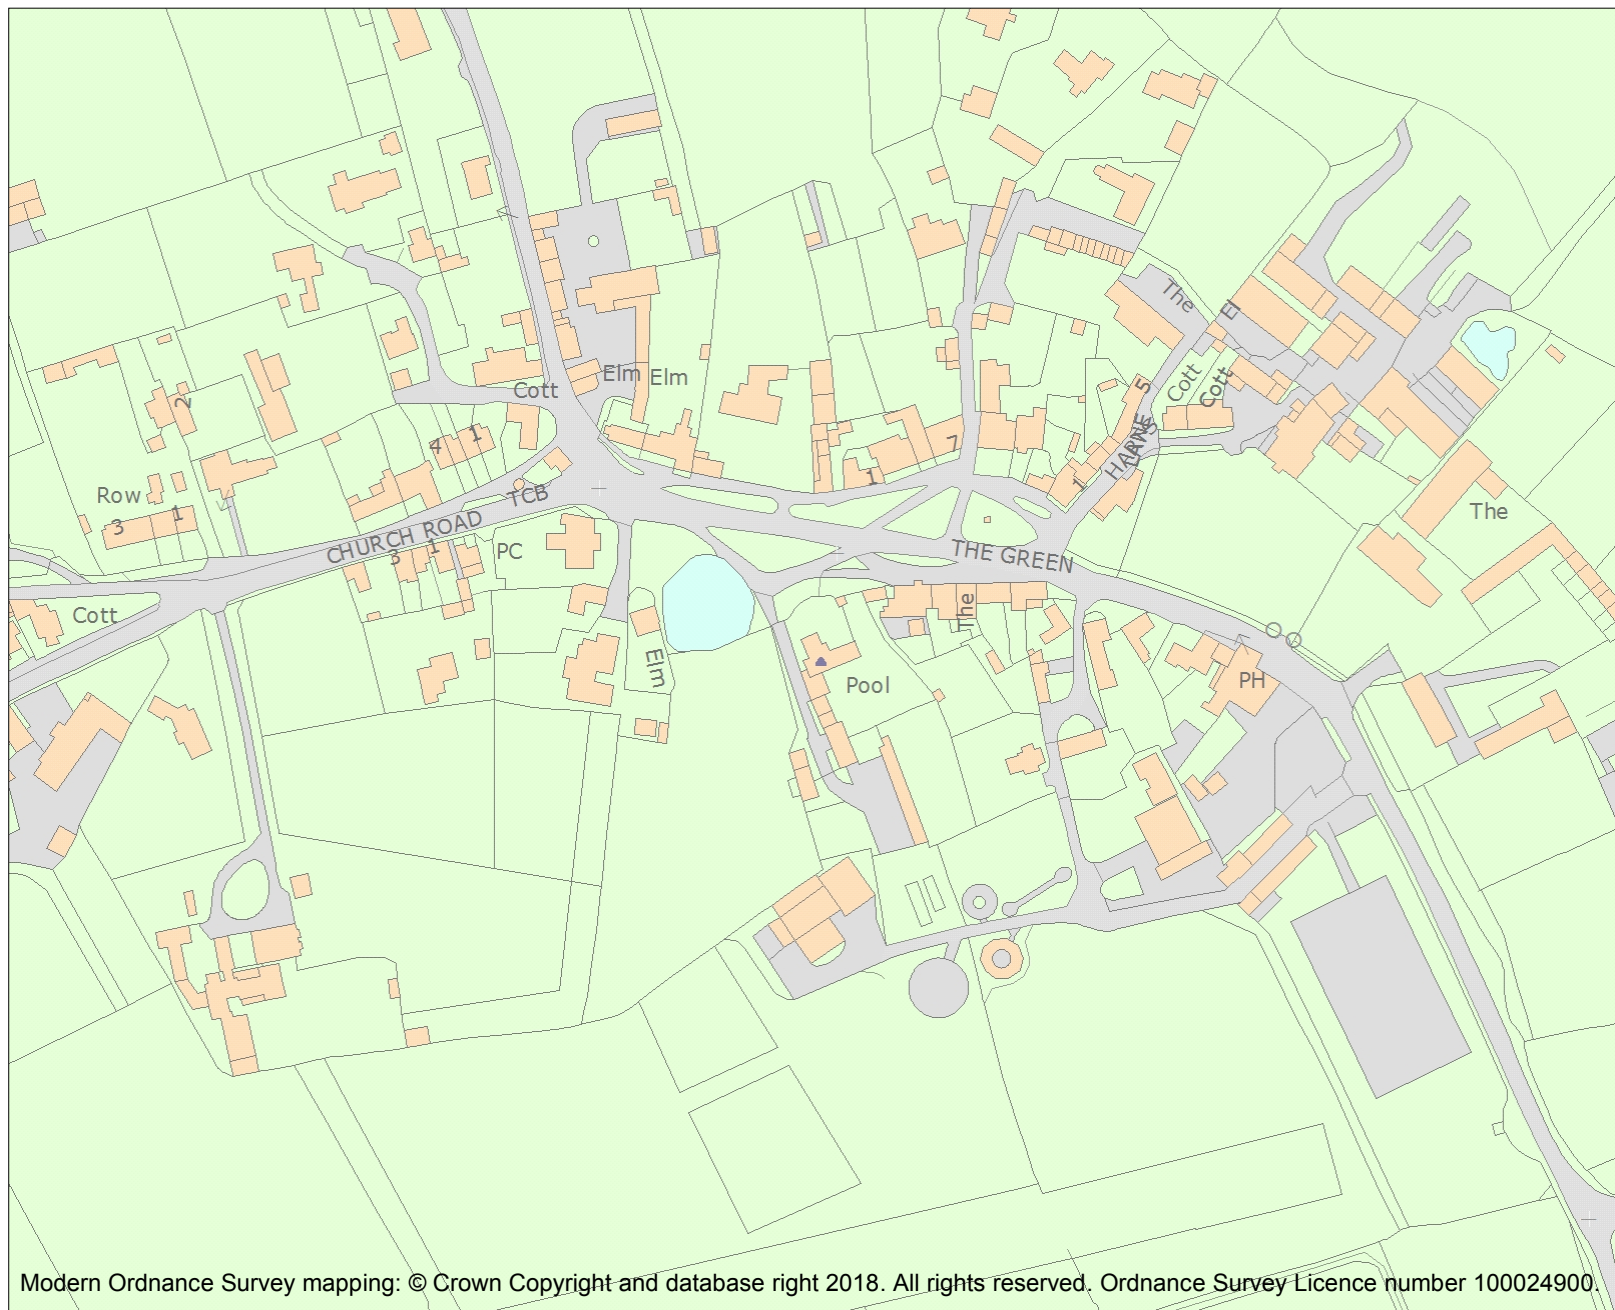 The
El
Elm
Elm
Cott
5
Cott
Cott
2
4
1
7
HARNE
1
1
Row
TCB
The
3
1
CHURCH ROAD
3
1
PC
THE GREEN
Cott
The
Elm
Pool
PH
Modern Ordnance Survey mapping: © Crown Copyright and database right 2018. All rights reserved. Ordnance Survey Licence number 100024900.